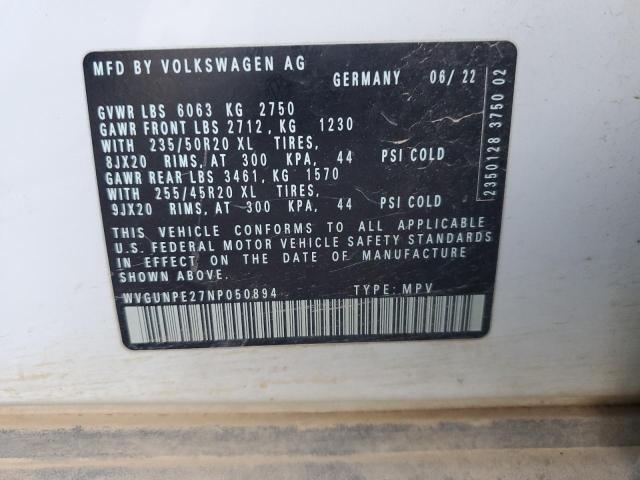 MFD BY VOLKSWAGEN AG
GERMANY 06/22
GVWR LBS 6063 KG 2750
GAWR FRONT LBS 2712, KG 1230
WITH 235/50R20 XL TIRES,
8JX20 RIMS, AT 300 KPA, 44 PSI COLD
GAWR REAR LBS 3461, KG 1570
WITH 255/45R20 XL TIRES,
9JX20 RIMS, AT 300 KPA, 44 PSI COLD
THIS VEHICLE CONFORMS TO ALL APPLICABLE
U.S. FEDERAL MOTOR VEHICLE SAFETY STANDARDS
IN EFFECT ON THE DATE OF MANUFACTURE
SHOWN ABOVE.
WVGUNPE27NP050894 TYPE: MPV
2350128 3750 02